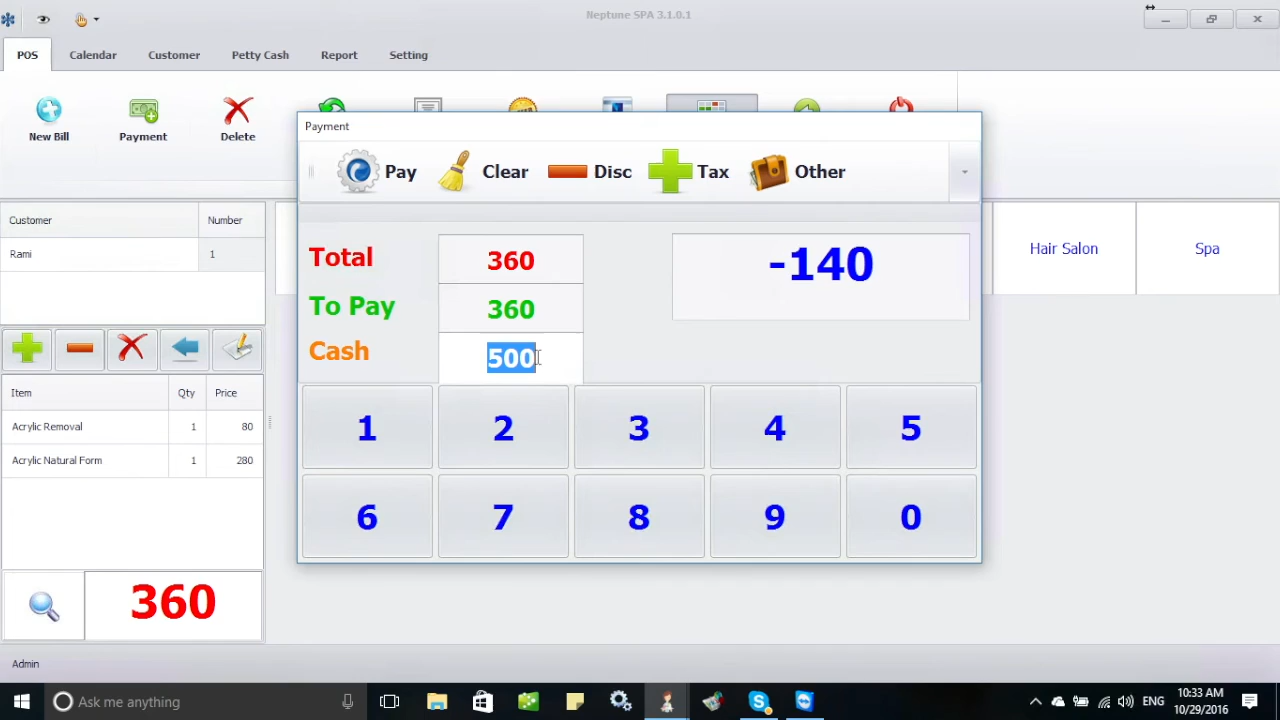 Neptune SPA 3.1.0.1
POS Calendar Customer Petty Cash Report Setting
New Bill Payment Delete
Payment
Pay Clear Disc Tax Other
Customer Number
Rami 1
Total 360
To Pay 360
Cash 500
-140
Hair Salon Spa
Item Qty Price
Acrylic Removal 1 80
Acrylic Natural Form 1 280
1 2 3 4 5
6 7 8 9 0
360
Admin
Ask me anything
ENG
10:33 AM
10/29/2016